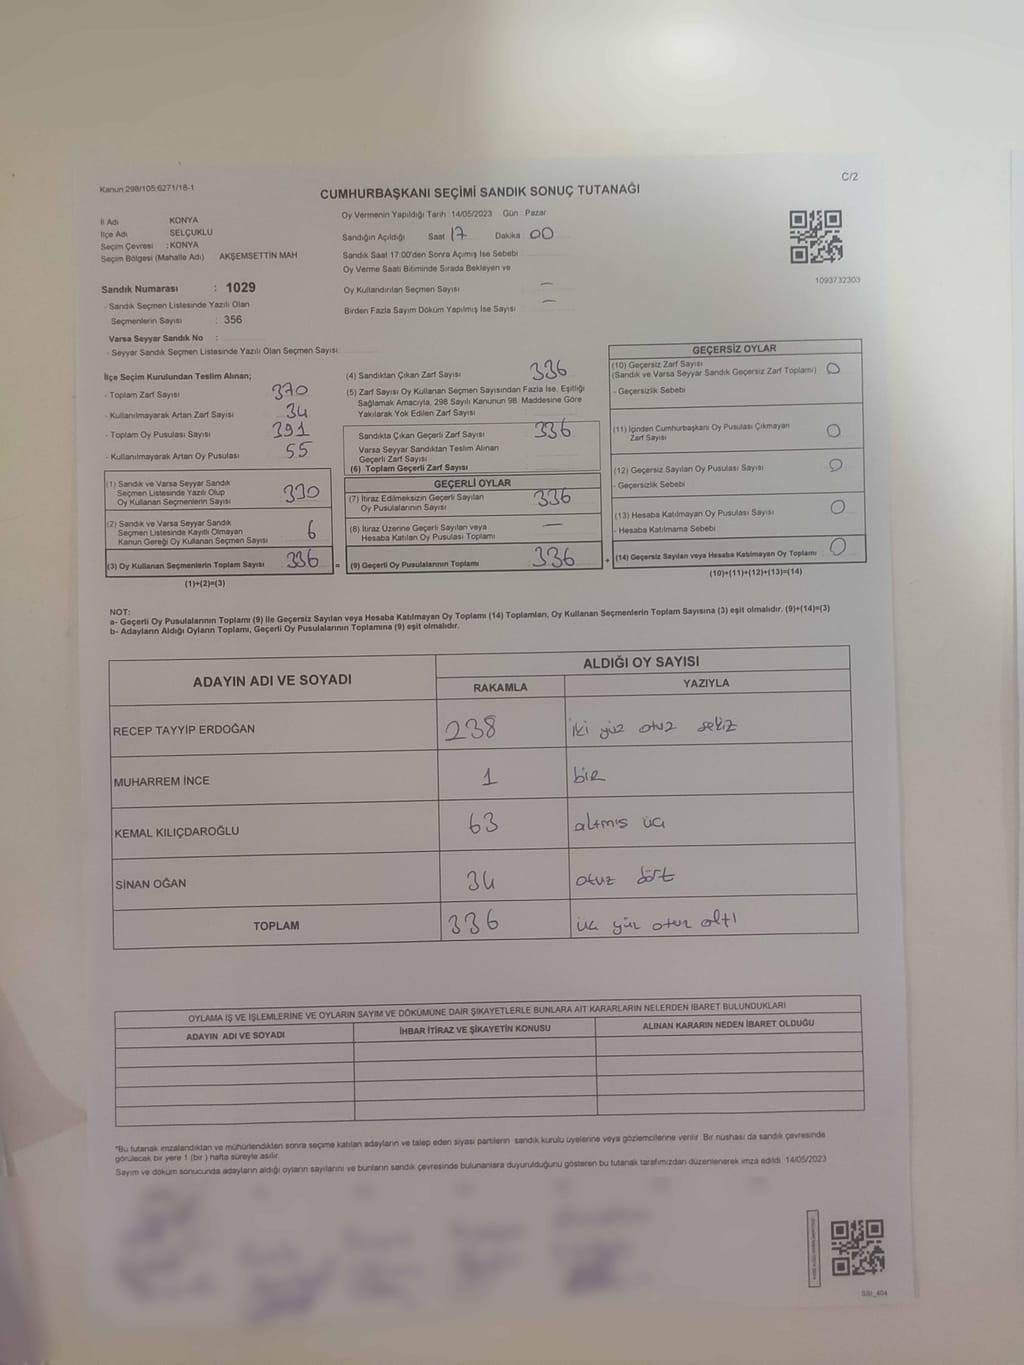 Kanun:298/105;6271/18-1
C/2
CUMHURBAŞKANI SEÇİMİ SANDIK SONUÇ TUTANAĞI
İl Adı KONYA
İlçe Adı SELÇUKLU
Seçim Çevresi : KONYA
Seçim Bölgesi (Mahalle Adı) AKŞEMSETTİN MAH
Sandık Numarası : 1029
- Sandık Seçmen Listesinde Yazılı Olan
Seçmenlerin Sayısı : 356
Varsa Seyyar Sandık No :
- Seyyar Sandık Seçmen Listesinde Yazılı Olan Seçmen Sayısı:
Oy Vermenin Yapıldığı Tarih : 14/05/2023 Gün : Pazar
Sandığın Açıldığı Saat 17 Dakika 00
Sandık Saat 17:00'den Sonra Açılmış İse Sebebi
Oy Verme Saati Bitiminde Sırada Bekleyen ve
Oy Kullandırılan Seçmen Sayısı —
Birden Fazla Sayım Döküm Yapılmış İse Sayısı —
1093732303
İlçe Seçim Kurulundan Teslim Alınan;
- Toplam Zarf Sayısı 370
- Kullanılmayarak Artan Zarf Sayısı 34
- Toplam Oy Pusulası Sayısı 391
- Kullanılmayarak Artan Oy Pusulası 55
(1) Sandık ve Varsa Seyyar Sandık
Seçmen Listesinde Yazılı Olup
Oy Kullanan Seçmenlerin Sayısı 330
(2) Sandık ve Varsa Seyyar Sandık
Seçmen Listesinde Kayıtlı Olmayan
Kanun Gereği Oy Kullanan Seçmen Sayısı 6
(3) Oy Kullanan Seçmenlerin Toplam Sayısı 336
(1)+(2)=(3)
=
(4) Sandıktan Çıkan Zarf Sayısı 336
(5) Zarf Sayısı Oy Kullanan Seçmen Sayısından Fazla İse, Eşitliği
Sağlamak Amacıyla, 298 Sayılı Kanunun 98. Maddesine Göre
Yakılarak Yok Edilen Zarf Sayısı
Sandıkta Çıkan Geçerli Zarf Sayısı 336
Varsa Seyyar Sandıktan Teslim Alınan
Geçerli Zarf Sayısı
(6) Toplam Geçerli Zarf Sayısı
GEÇERLİ OYLAR
(7) İtiraz Edilmeksizin Geçerli Sayılan
Oy Pusulalarının Sayısı 336
(8) İtiraz Üzerine Geçerli Sayılan veya
Hesaba Katılan Oy Pusulası Toplamı —
(9) Geçerli Oy Pusulalarının Toplamı 336
+
GEÇERSİZ OYLAR
(10) Geçersiz Zarf Sayısı
(Sandık ve Varsa Seyyar Sandık Geçersiz Zarf Toplamı) 0
- Geçersizlik Sebebi
(11) İçinden Cumhurbaşkanı Oy Pusulası Çıkmayan
Zarf Sayısı 0
(12) Geçersiz Sayılan Oy Pusulası Sayısı 0
- Geçersizlik Sebebi
(13) Hesaba Katılmayan Oy Pusulası Sayısı 0
- Hesaba Katılmama Sebebi
(14) Geçersiz Sayılan veya Hesaba Katılmayan Oy Toplamı 0
(10)+(11)+(12)+(13)=(14)
NOT:
a- Geçerli Oy Pusulalarının Toplamı (9) ile Geçersiz Sayılan veya Hesaba Katılmayan Oy Toplamı (14) Toplamları, Oy Kullanan Seçmenlerin Toplam Sayısına (3) eşit olmalıdır. (9)+(14)=(3)
b- Adayların Aldığı Oyların Toplamı, Geçerli Oy Pusulalarının Toplamına (9) eşit olmalıdır.
ADAYIN ADI VE SOYADI
ALDIĞI OY SAYISI
RAKAMLA YAZIYLA
RECEP TAYYİP ERDOĞAN 238 iki yüz otuz sekiz
MUHARREM İNCE 1 bir
KEMAL KILIÇDAROĞLU 63 altmış üç
SİNAN OĞAN 34 otuz dört
TOPLAM 336 üç yüz otuz altı
OYLAMA İŞ VE İŞLEMLERİNE VE OYLARIN SAYIM VE DÖKÜMÜNE DAİR ŞİKAYETLERLE BUNLARA AİT KARARLARIN NELERDEN İBARET BULUNDUKLARI
ADAYIN ADI VE SOYADI İHBAR İTİRAZ VE ŞİKAYETİN KONUSU ALINAN KARARIN NEDEN İBARET OLDUĞU
"Bu tutanak imzalandıktan ve mühürlendikten sonra seçime katılan adayların ve talep eden siyasi partilerin sandık kurulu üyelerine veya gözlemcilerine verilir. Bir nüshası da sandık çevresinde
görülecek bir yere 1 (bir) hafta süreyle asılır.
Sayım ve döküm sonucunda adayların aldığı oyların sayılarını ve bunların sandık çevresinde bulunanlara duyurulduğunu gösteren bu tutanak tarafımızdan düzenlenerek imza edildi. 14/05/2023